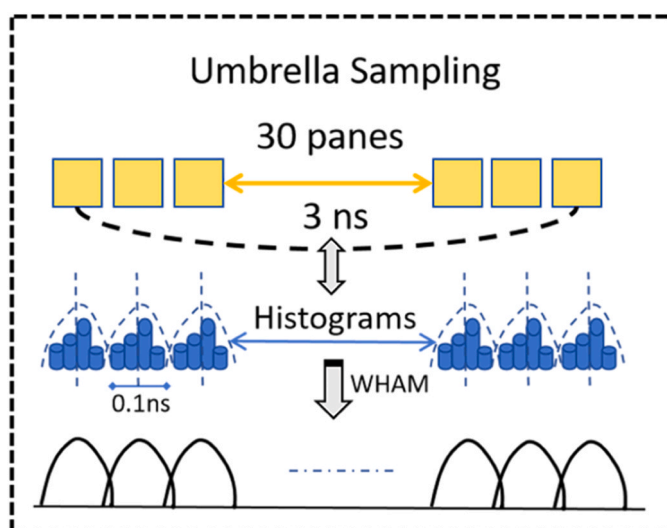 Umbrella Sampling
30 panes
3 ns
Histograms
0.1ns
WHAM